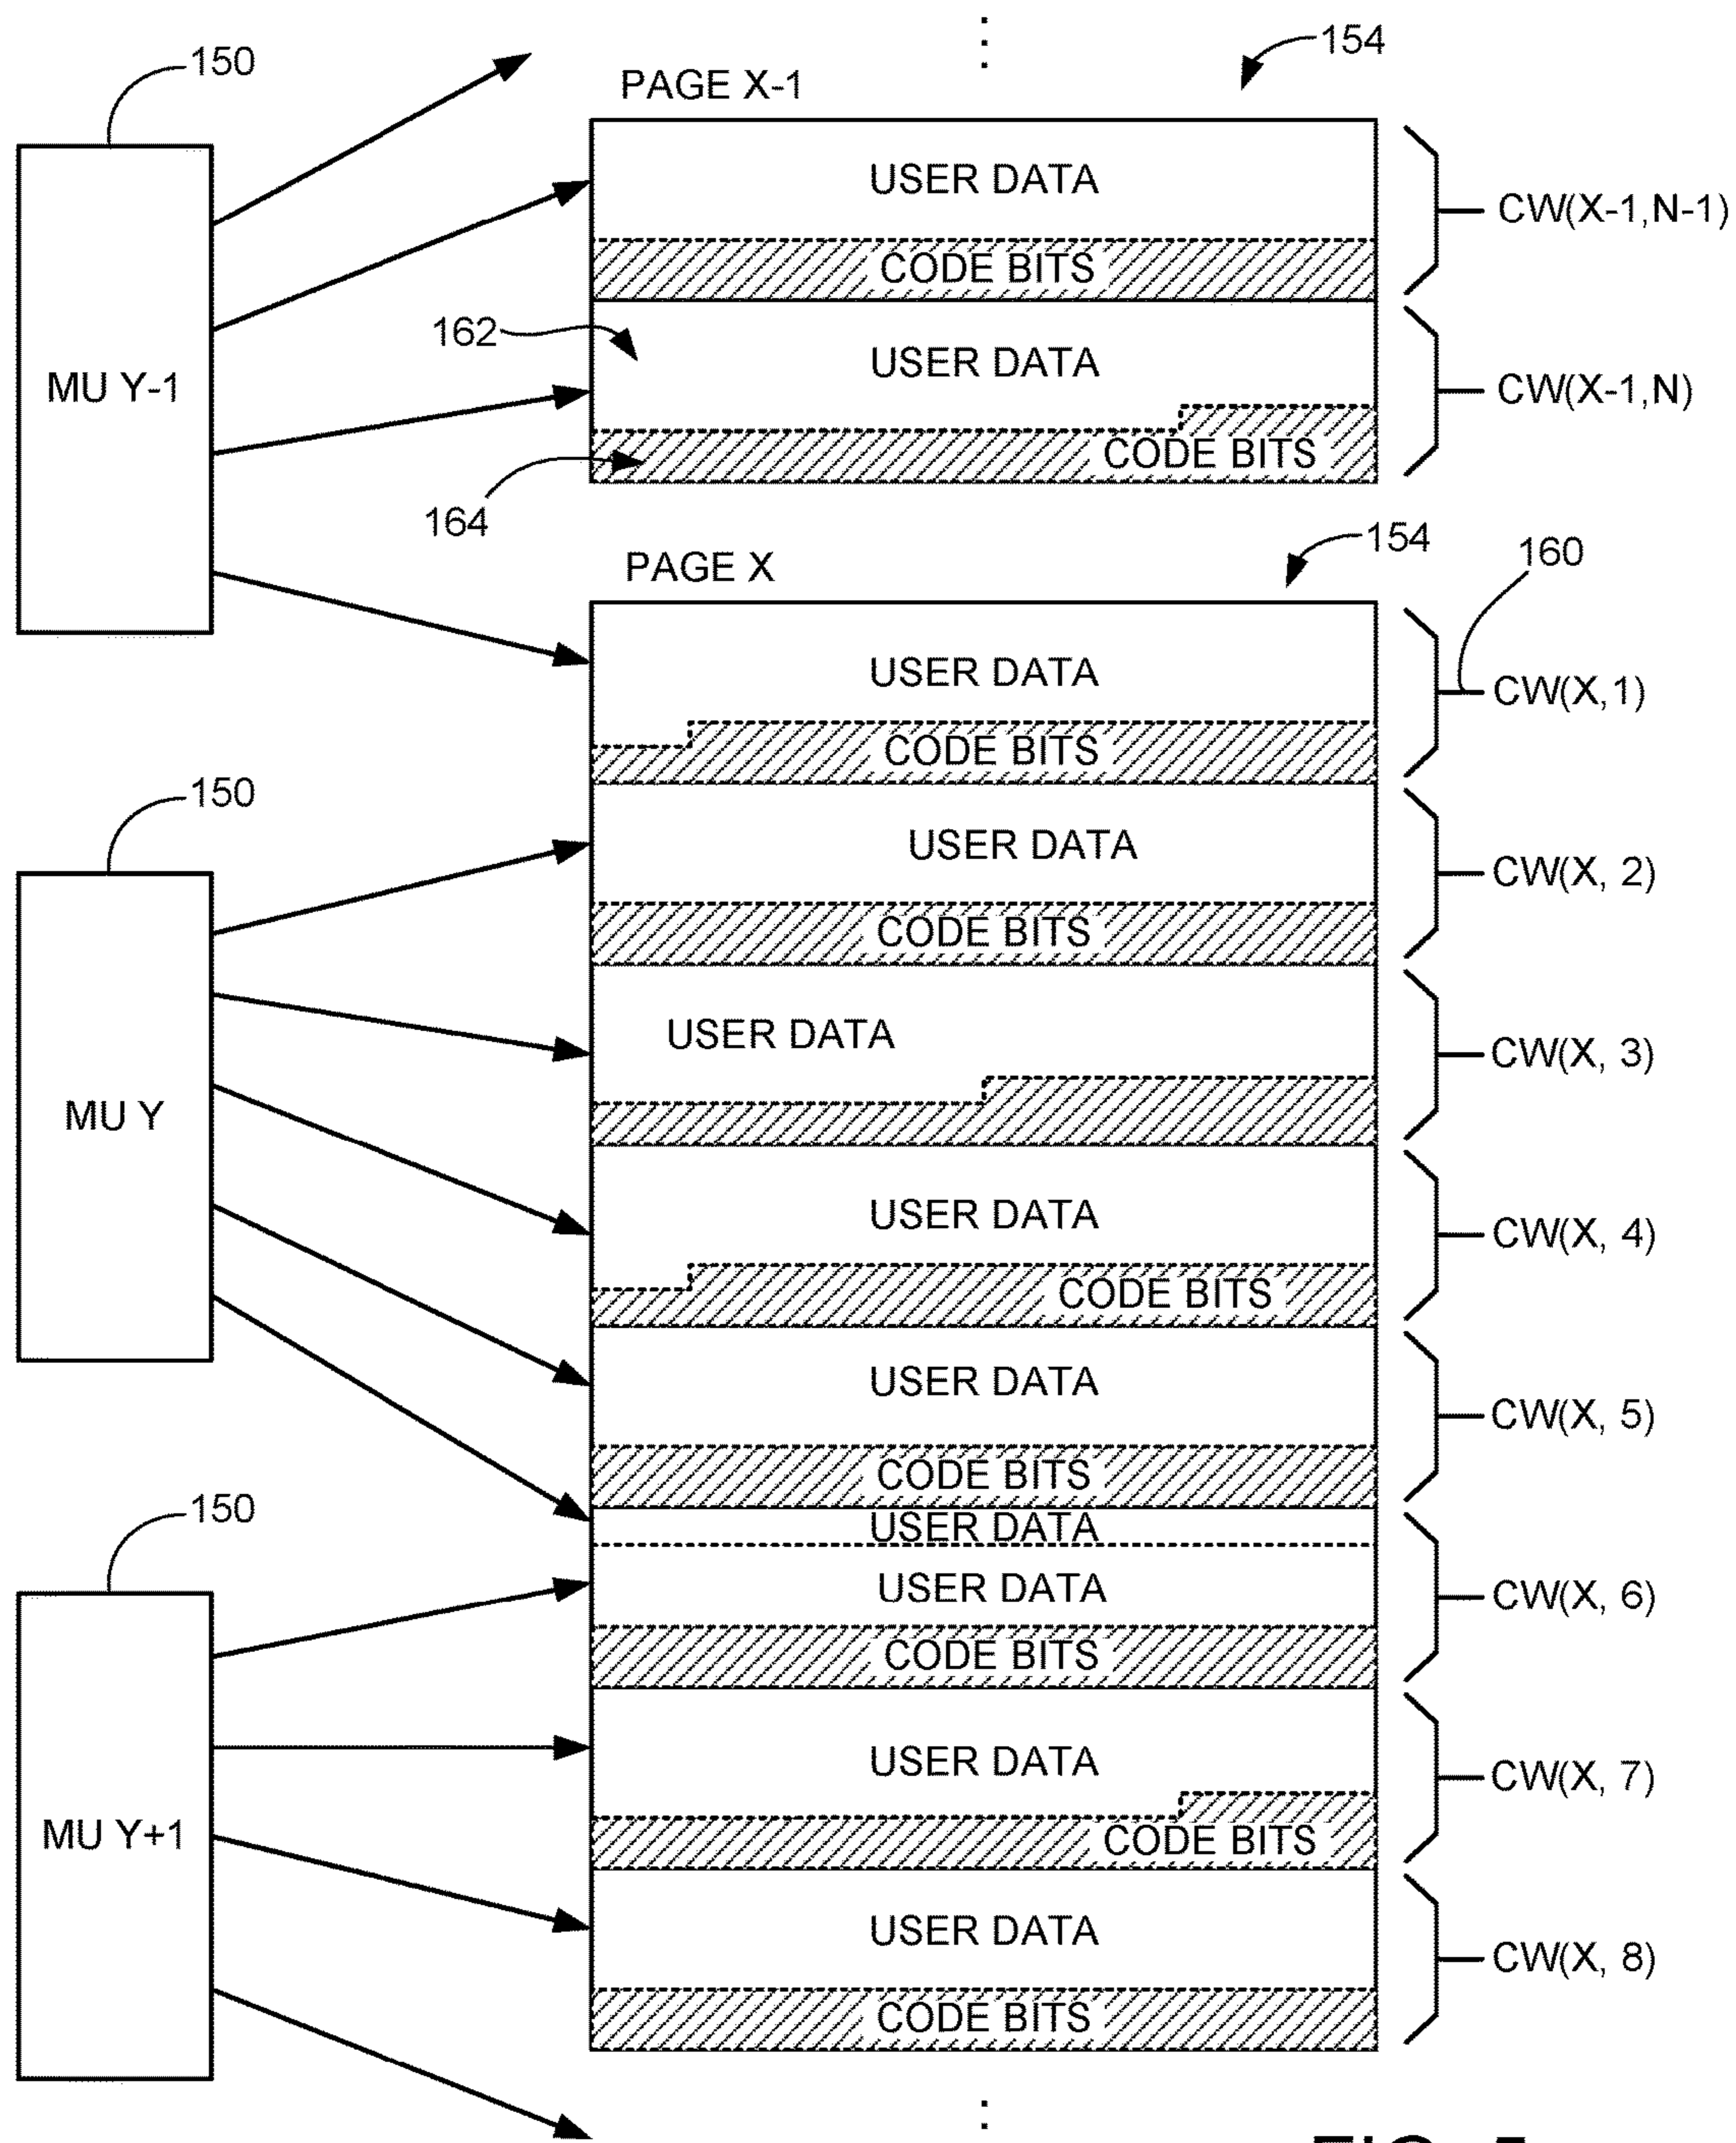 150
154
PAGE X-1
USER DATA
CW(X-1,N-1)
CODE BITS
162
USER DATA
MU Y-1
CW(X-1,N)
CODE BITS
164
154
160
PAGE X
USER DATA
CW(X,1)
CODE BITS
150
USER DATA
CW(X, 2)
CODE BITS
USER DATA
CW(X, 3)
MU Y
USER DATA
CW(X, 4)
CODE BITS
USER DATA
CW(X, 5)
CODE BITS
150
USER DATA
USER DATA
CW(X, 6)
CODE BITS
USER DATA
CW(X, 7)
MU Y+1
CODE BITS
USER DATA
CW(X, 8)
CODE BITS